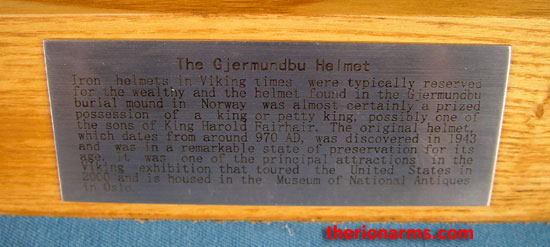 The Gjermundbu Helmet
Iron helmets in Viking times were typically reserved
for the wealthy and the helmet found in the Gjermundbu
burial mound in Norway was almost certainly a prized
possession of a king or petty king, possibly one of
the sons of King Harold Fairhair. The original helmet,
which dates from around 970 AD, was discovered in 1943
and was in a remarkable state of preservation for its
age, it was one of the principal attractions in the
Viking exhibition that toured the United States in
2000 and is housed in the Museum of National Antiques
in Oslo.
therionarms.com